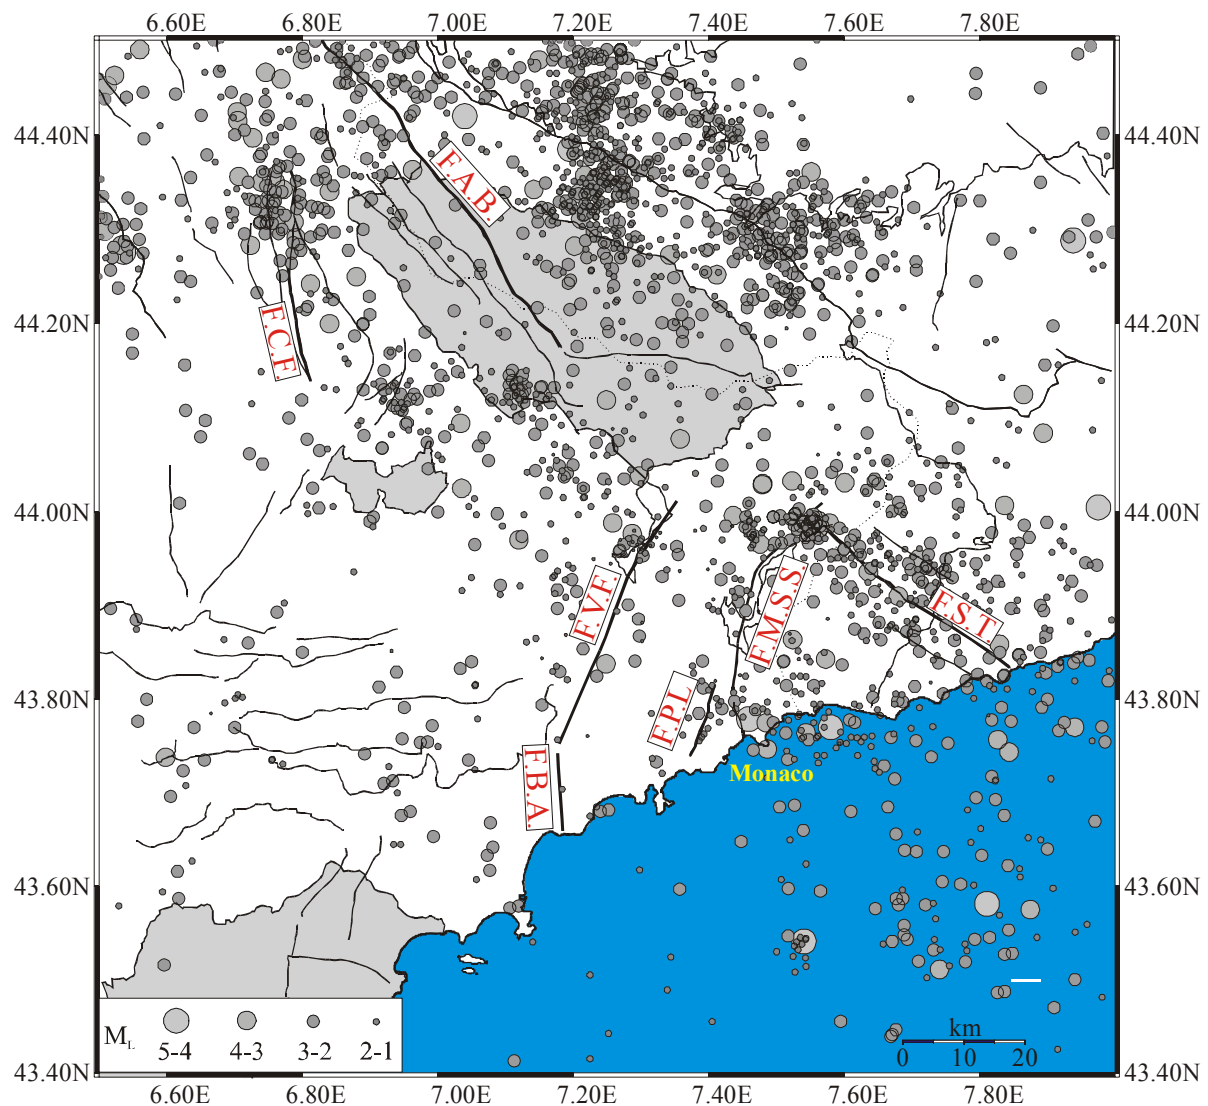 6.60E 6.80E 7.00E 7.20E 7.40E 7.60E 7.80E
44.40N 44.40N
F.A.B.
44.20N 44.20N
F.C.F.
44.00N 44.00N
F.V.F.
F.M.S.S.
F.S.T.
43.80N 43.80N
F.P.L
Monaco
F.B.A.
43.60N 43.60N
M_L
5-4 4-3 3-2 2-1
km
0 10 20
43.40N 43.40N
6.60E 6.80E 7.00E 7.20E 7.40E 7.60E 7.80E